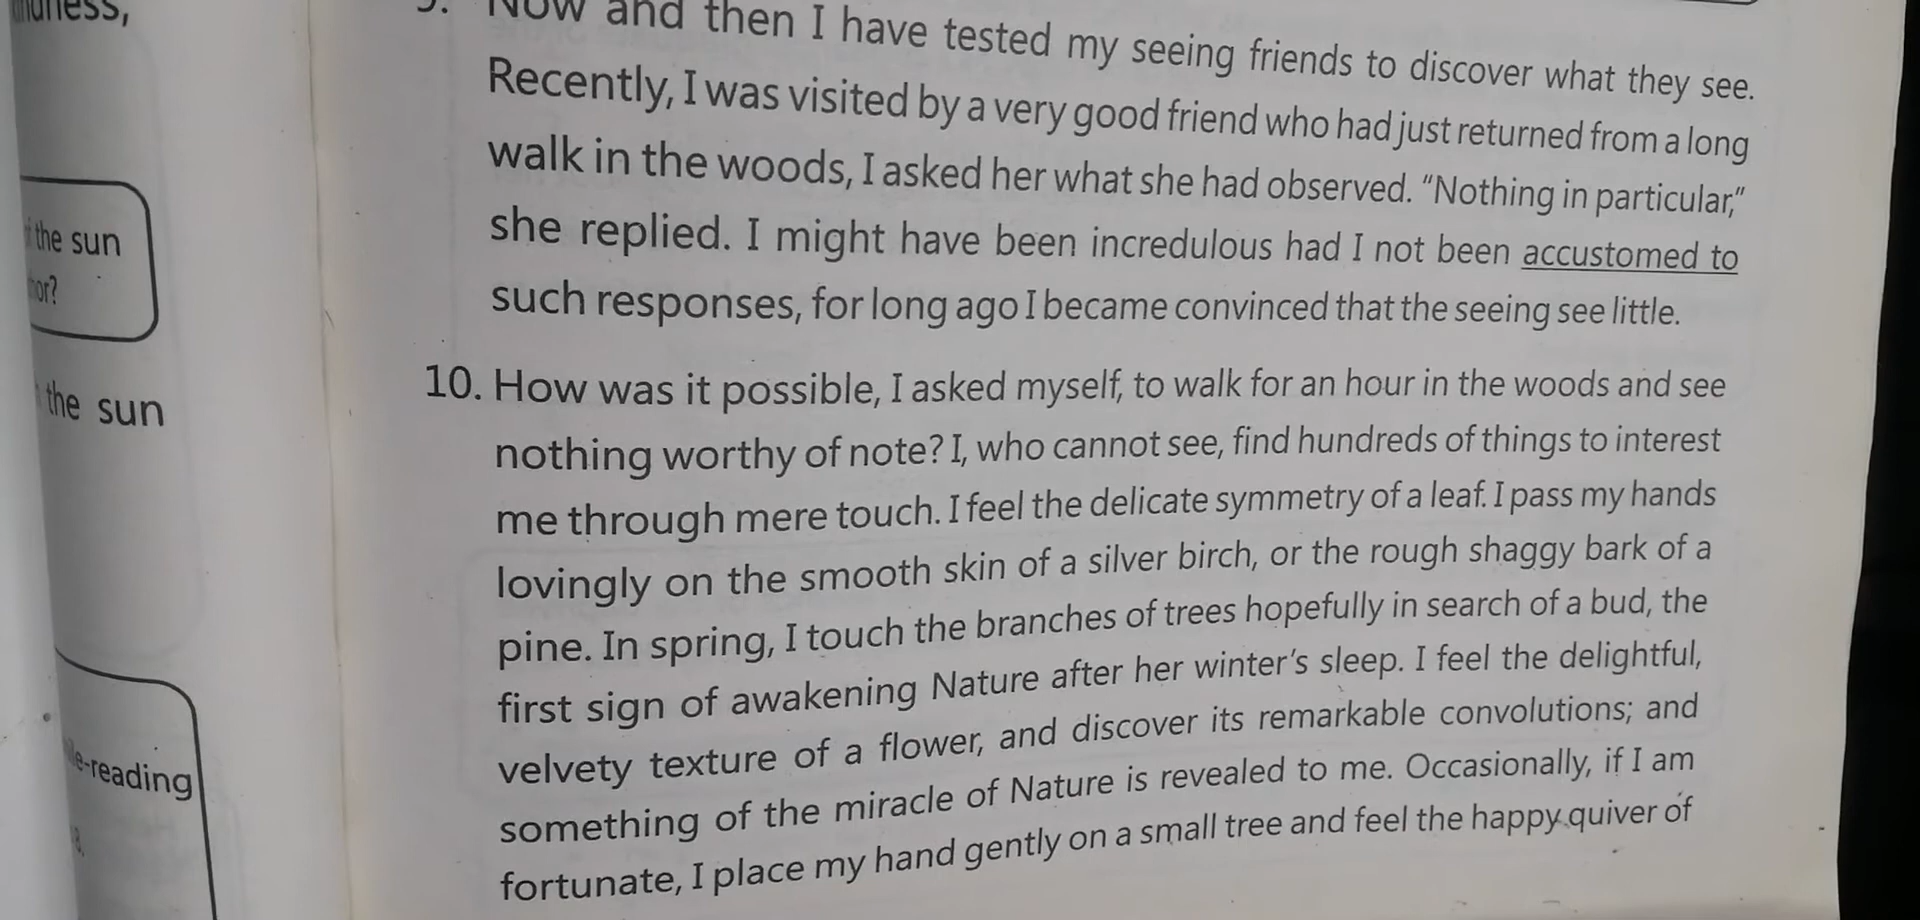 the sun
the sun
Now and then I have tested my seeing friends to discover what they see.
Recently, I was visited by a very good friend who had just returned from a long
walk in the woods, I asked her what she had observed. “Nothing in particular,”
she replied. I might have been incredulous had I not been accustomed to
such responses, for long ago I became convinced that the seeing see little.
10. How was it possible, I asked myself, to walk for an hour in the woods and see
nothing worthy of note? I, who cannot see, find hundreds of things to interest
me through mere touch. I feel the delicate symmetry of a leaf. I pass my hands
lovingly on the smooth skin of a silver birch, or the rough shaggy bark of a
pine. In spring, I touch the branches of trees hopefully in search of a bud, the
first sign of awakening Nature after her winter’s sleep. I feel the delightful,
velvety texture of a flower, and discover its remarkable convolutions; and
something of the miracle of Nature is revealed to me. Occasionally, if I am
fortunate, I place my hand gently on a small tree and feel the happy quiver of